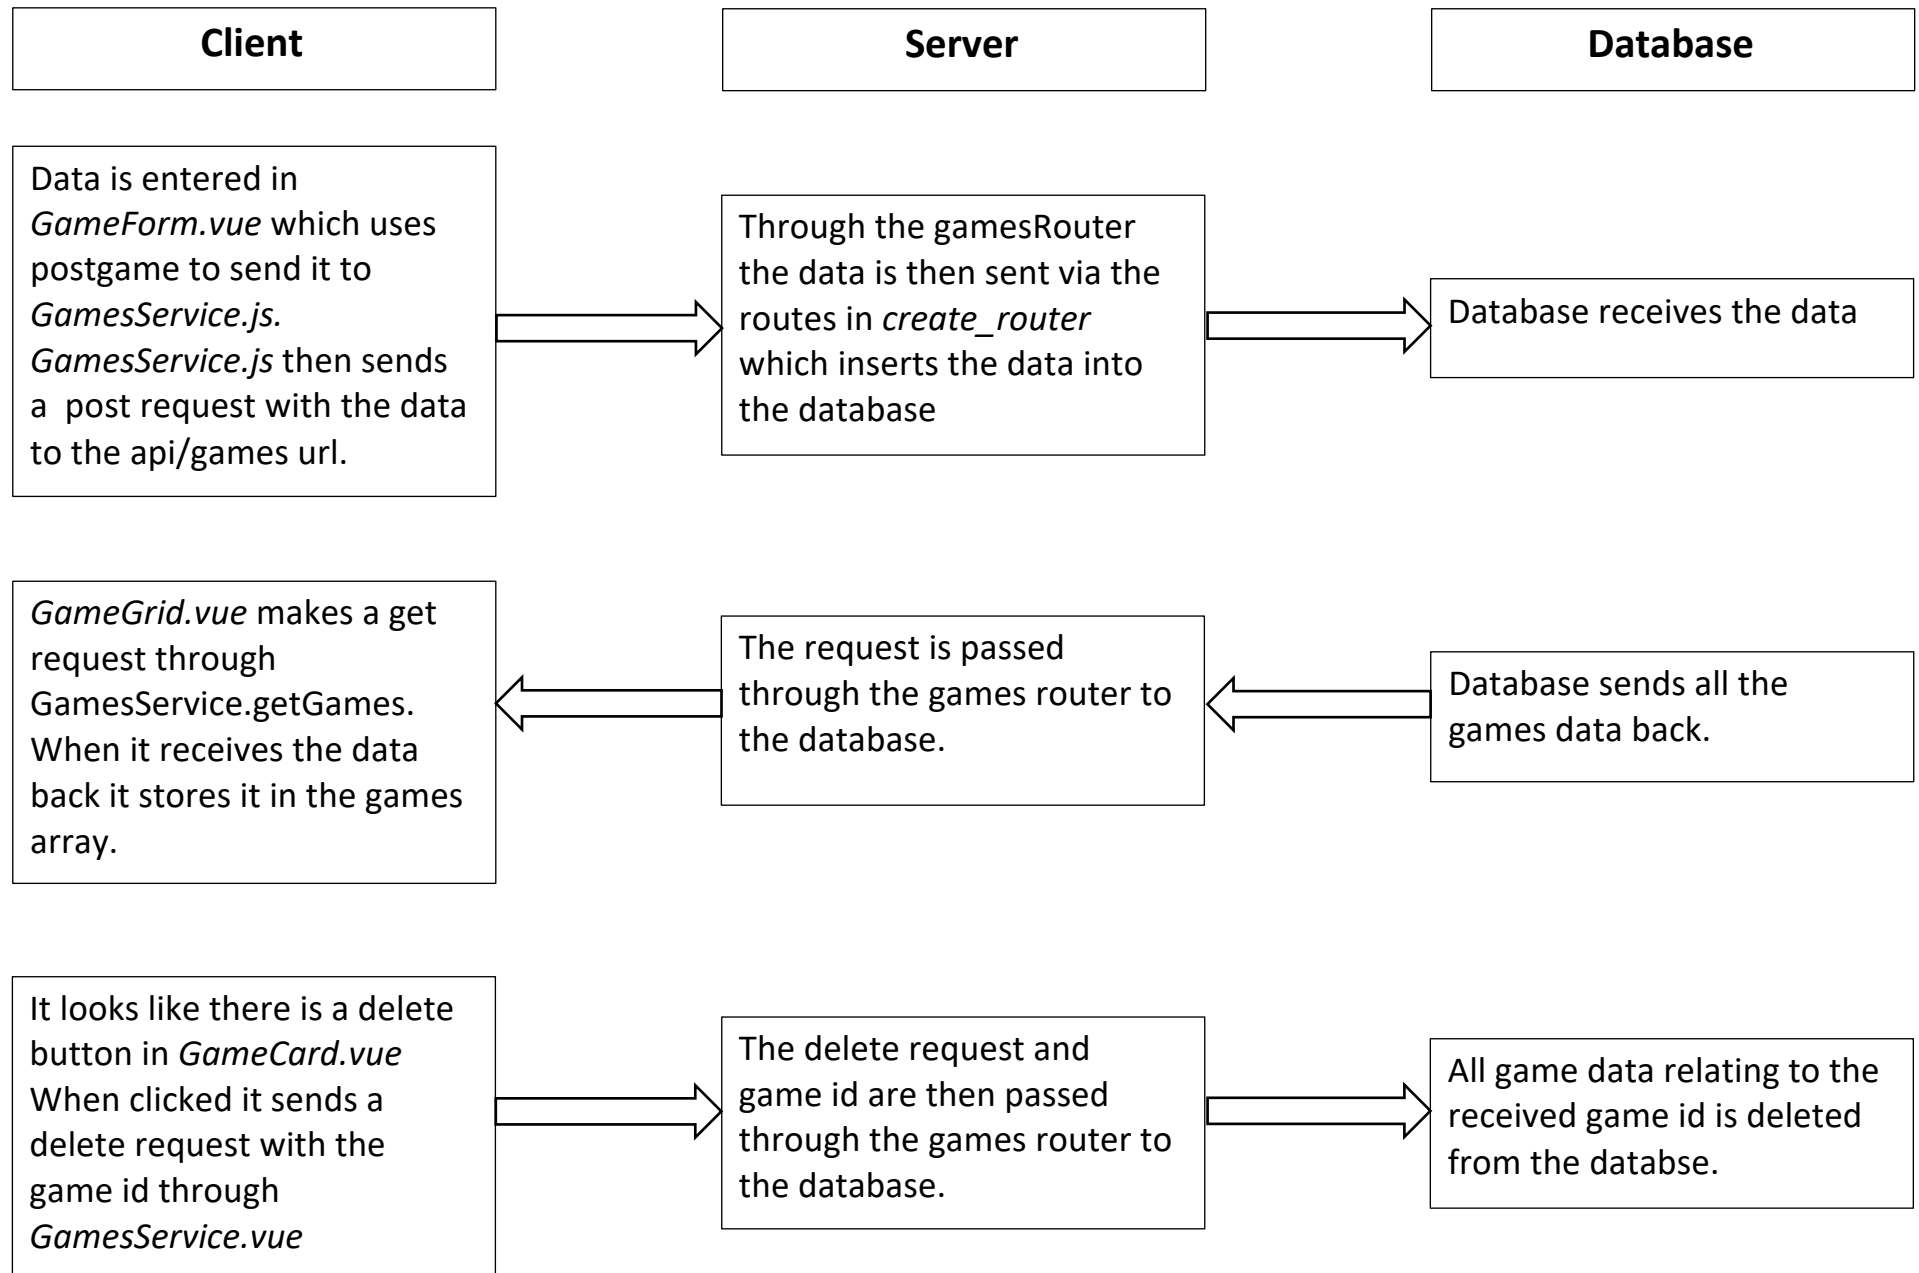 Client
Server
Database
Data is entered in
GameForm.vue which uses
postgame to send it to
GamesService.js.
GamesService.js then sends
a  post request with the data
to the api/games url.
Through the gamesRouter
the data is then sent via the
routes in create_router
which inserts the data into
the database
Database receives the data
GameGrid.vue makes a get
request through
GamesService.getGames.
When it receives the data
back it stores it in the games
array.
The request is passed
through the games router to
the database.
Database sends all the
games data back.
It looks like there is a delete
button in GameCard.vue
When clicked it sends a
delete request with the
game id through
GamesService.vue
The delete request and
game id are then passed
through the games router to
the database.
All game data relating to the
received game id is deleted
from the databse.